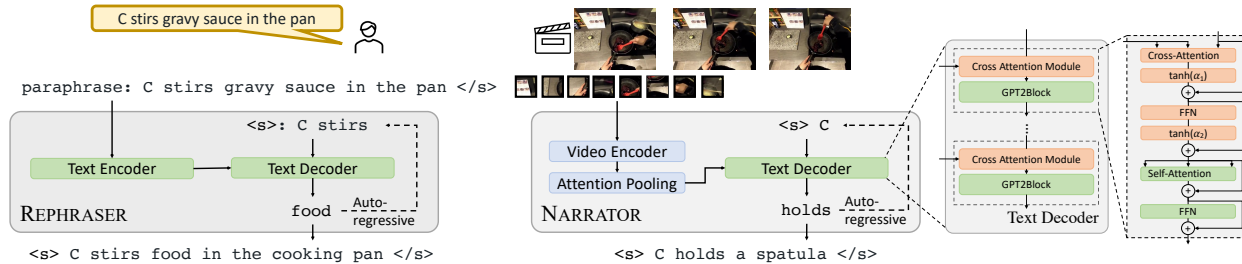 C stirs gravy sauce in the pan
paraphrase: C stirs gravy sauce in the pan </s>
<s>: C stirs
Text Encoder
Text Decoder
food
Auto-
regressive
REPHRASER
<s> C stirs food in the cooking pan </s>
<s> C
Video Encoder
Attention Pooling
Text Decoder
holds
Auto-
regressive
NARRATOR
<s> C holds a spatula </s>
Cross Attention Module
GPT2Block
Cross Attention Module
GPT2Block
Text Decoder
Cross-Attention
tanh(α₁)
FFN
tanh(α₂)
Self-Attention
FFN